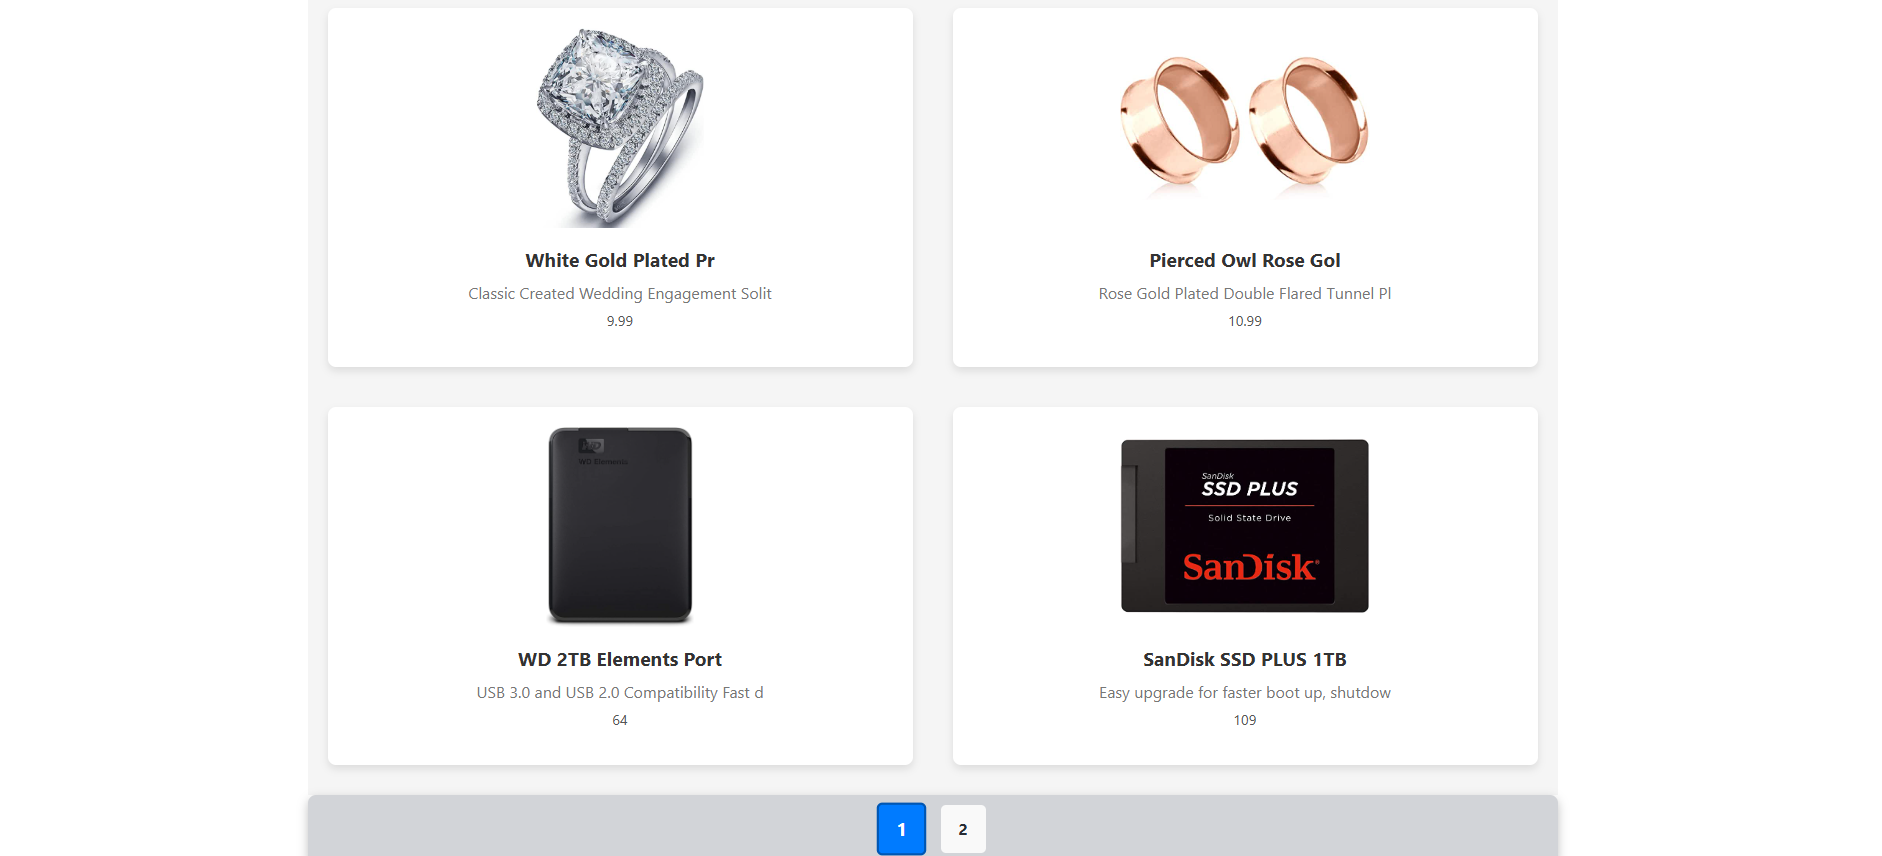 White Gold Plated Pr
Classic Created Wedding Engagement Solit
9.99
Pierced Owl Rose Gol
Rose Gold Plated Double Flared Tunnel Pl
10.99
WD
WD Elements
WD 2TB Elements Port
USB 3.0 and USB 2.0 Compatibility Fast d
64
SanDisk
SSD PLUS
Solid State Drive
SanDisk®
SanDisk SSD PLUS 1TB
Easy upgrade for faster boot up, shutdow
109
1 2